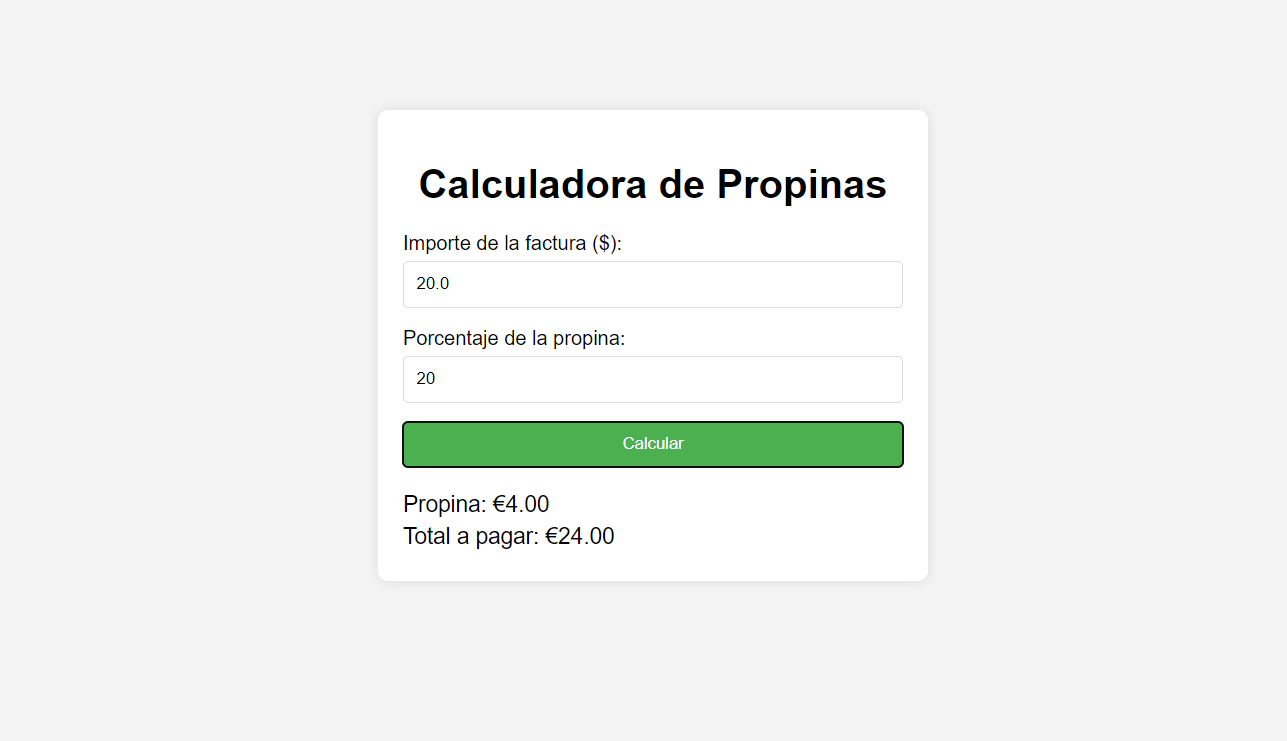 Calculadora de Propinas
Importe de la factura ($):
20.0
Porcentaje de la propina:
20
Calcular
Propina: €4.00
Total a pagar: €24.00